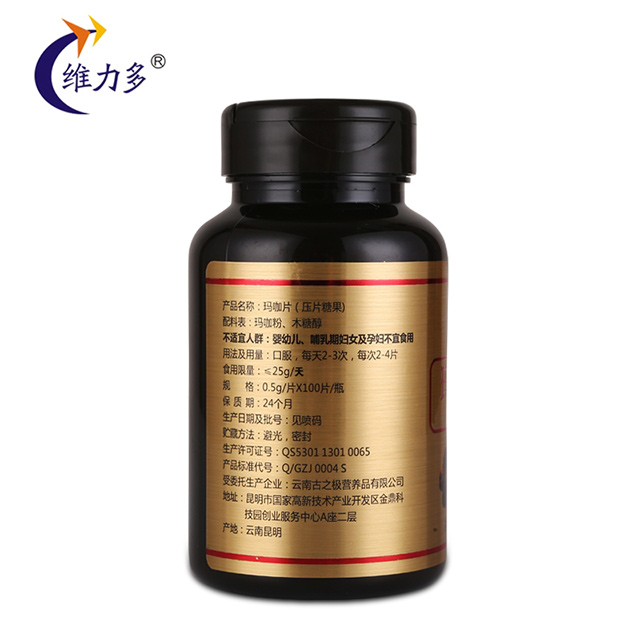 维力多®
产品名称:玛咖片(压片糖果)
配料表:玛咖粉、木糖醇
不适宜人群:婴幼儿、哺乳期妇女及孕妇不宜食用
用法及用量:口服,每天2-3次,每次2-4片
食用限量:≤25g/天
规 格:0.5g/片X100片/瓶
保 质 期:24个月
生产日期及批号:见喷码
贮藏方法:避光,密封
生产许可证号:QS5301 1301 0065
产品标准代号:Q/GZJ 0004 S
受委托生产企业:云南古之极营养品有限公司
地址:昆明市国家高新技术产业开发区金鼎科
技园创业服务中心A座二层
产地:云南昆明